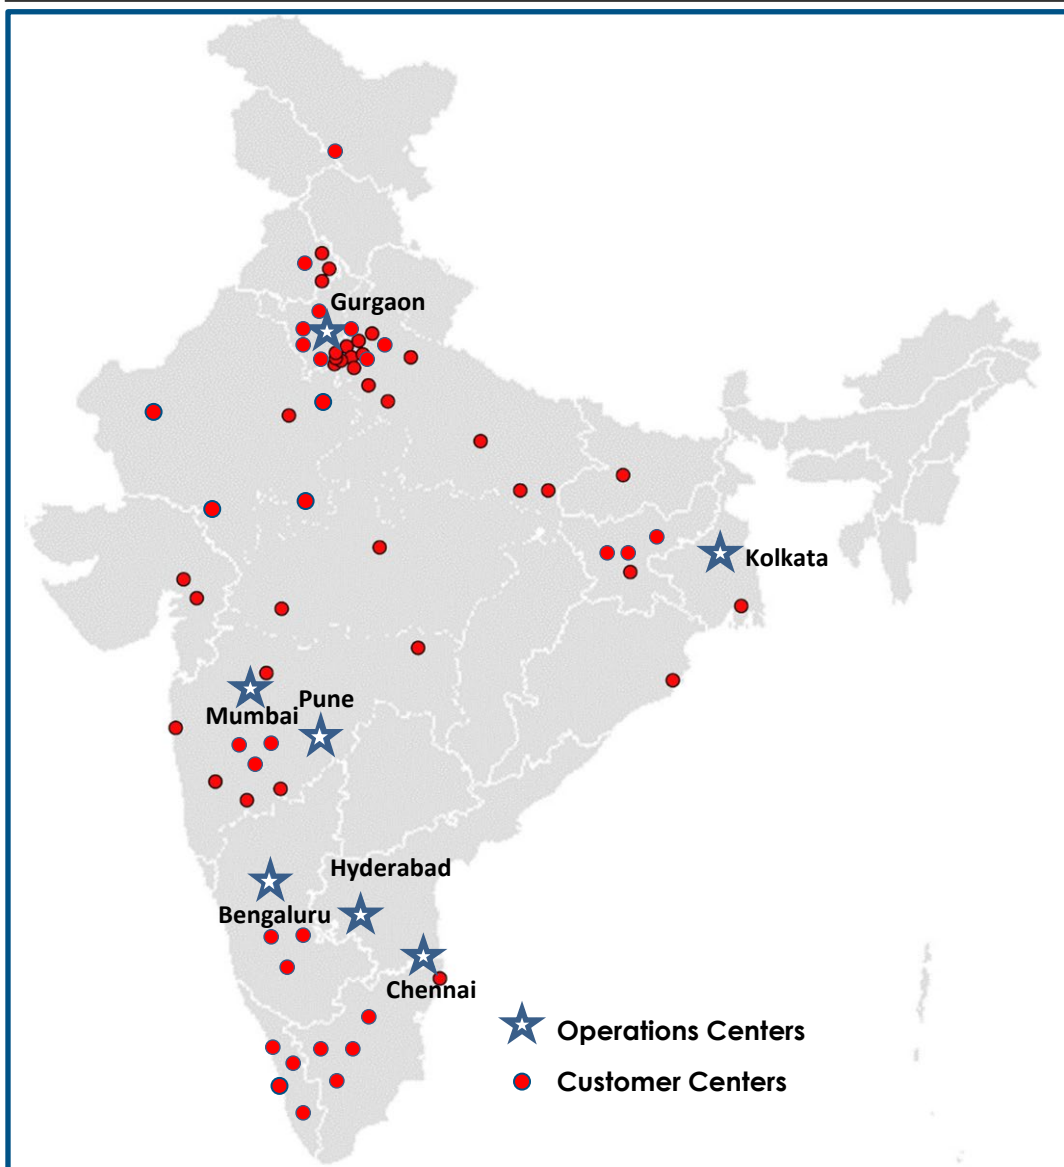 Gurgaon
Kolkata
Pune
Mumbai
Hyderabad
Bengaluru
Chennai
Operations Centers
Customer Centers